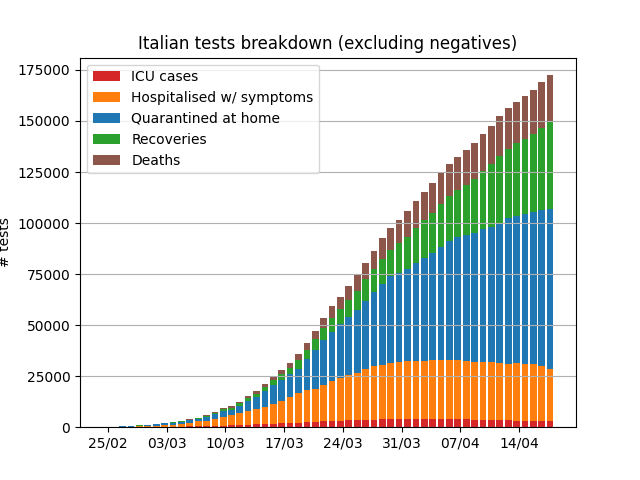 Italian tests breakdown (excluding negatives)
ICU cases
Hospitalised w/ symptoms
Quarantined at home
Recoveries
Deaths
# tests
175000
150000
125000
100000
75000
50000
25000
0
25/02 03/03 10/03 17/03 24/03 31/03 07/04 14/04